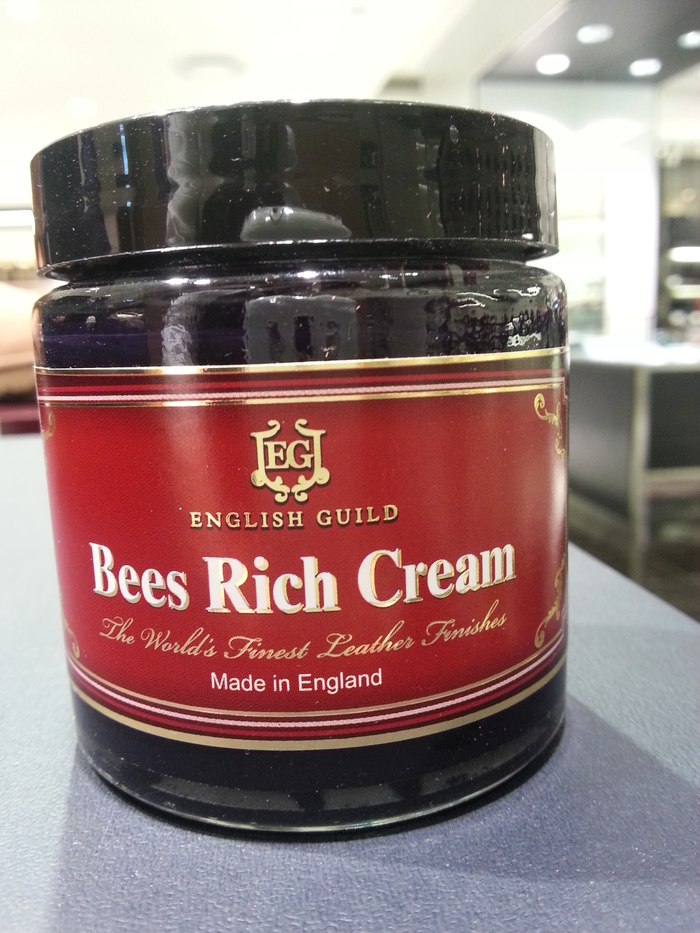 EG
ENGLISH GUILD
Bees Rich Cream
The World's Finest Leather Finishes
Made in England